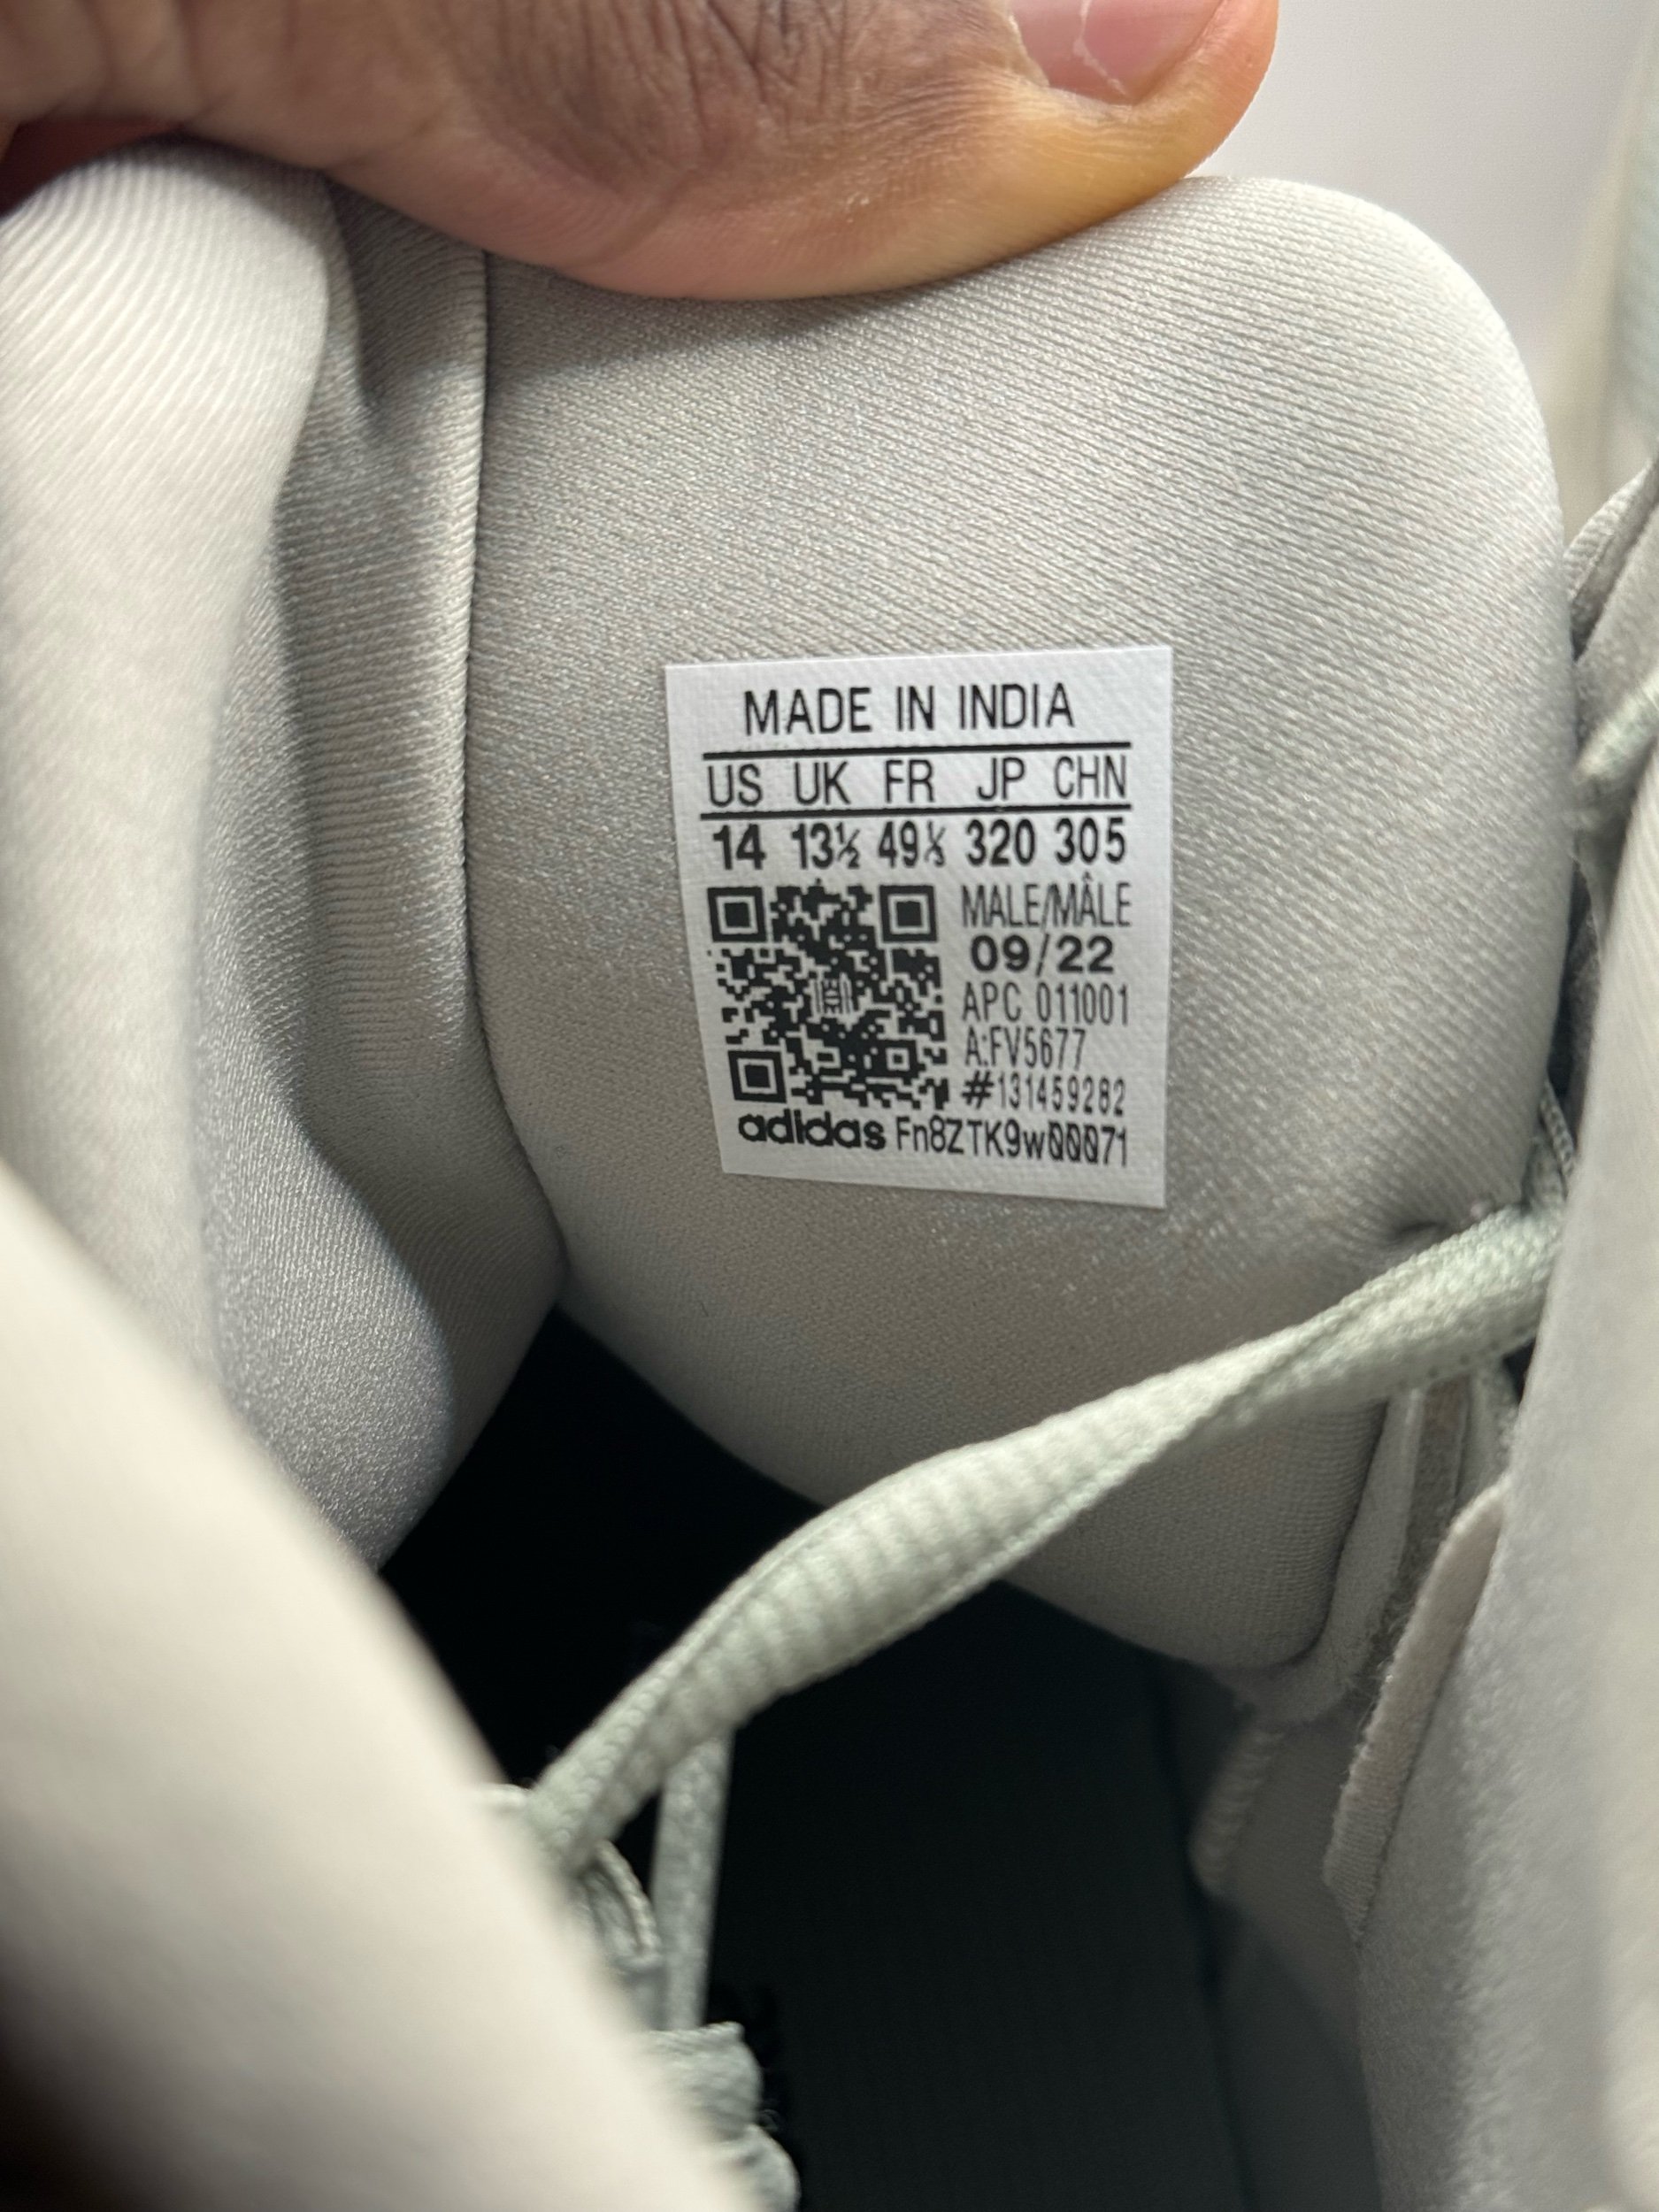 MADE IN INDIA
US UK FR JP CHN
14 13½ 49⅓ 320 305
MALE/MÂLE
09/22
APC 011001
A:FV5677
#131459282
adidas Fn8ZTK9w00071